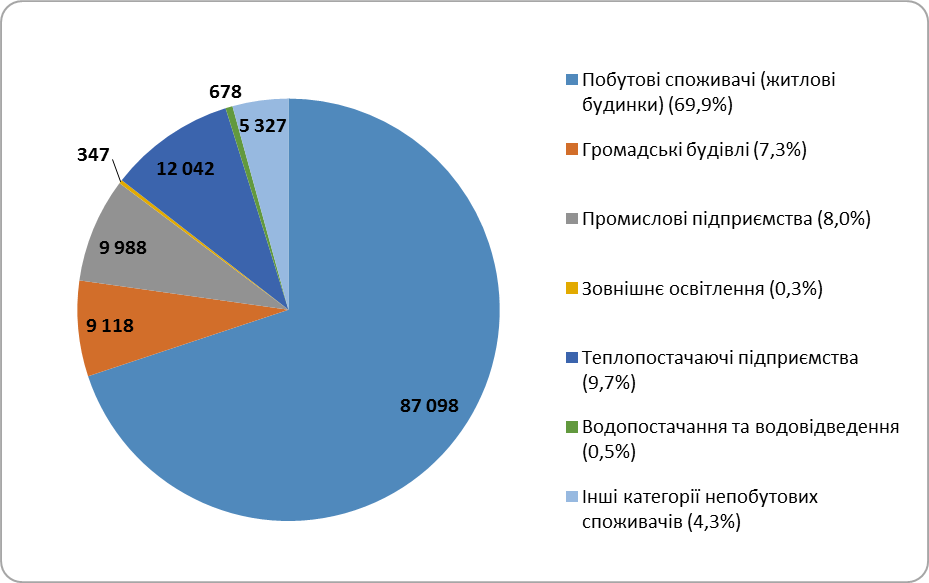 678
5 327
347
12 042
9 988
9 118
87 098
Побутові споживачі (житлові
будинки) (69,9%)
Громадські будівлі (7,3%)
Промислові підприємства (8,0%)
Зовнішнє освітлення (0,3%)
Теплопостачаючі підприємства
(9,7%)
Водопостачання та водовідведення
(0,5%)
Інші категорії непобутових
споживачів (4,3%)